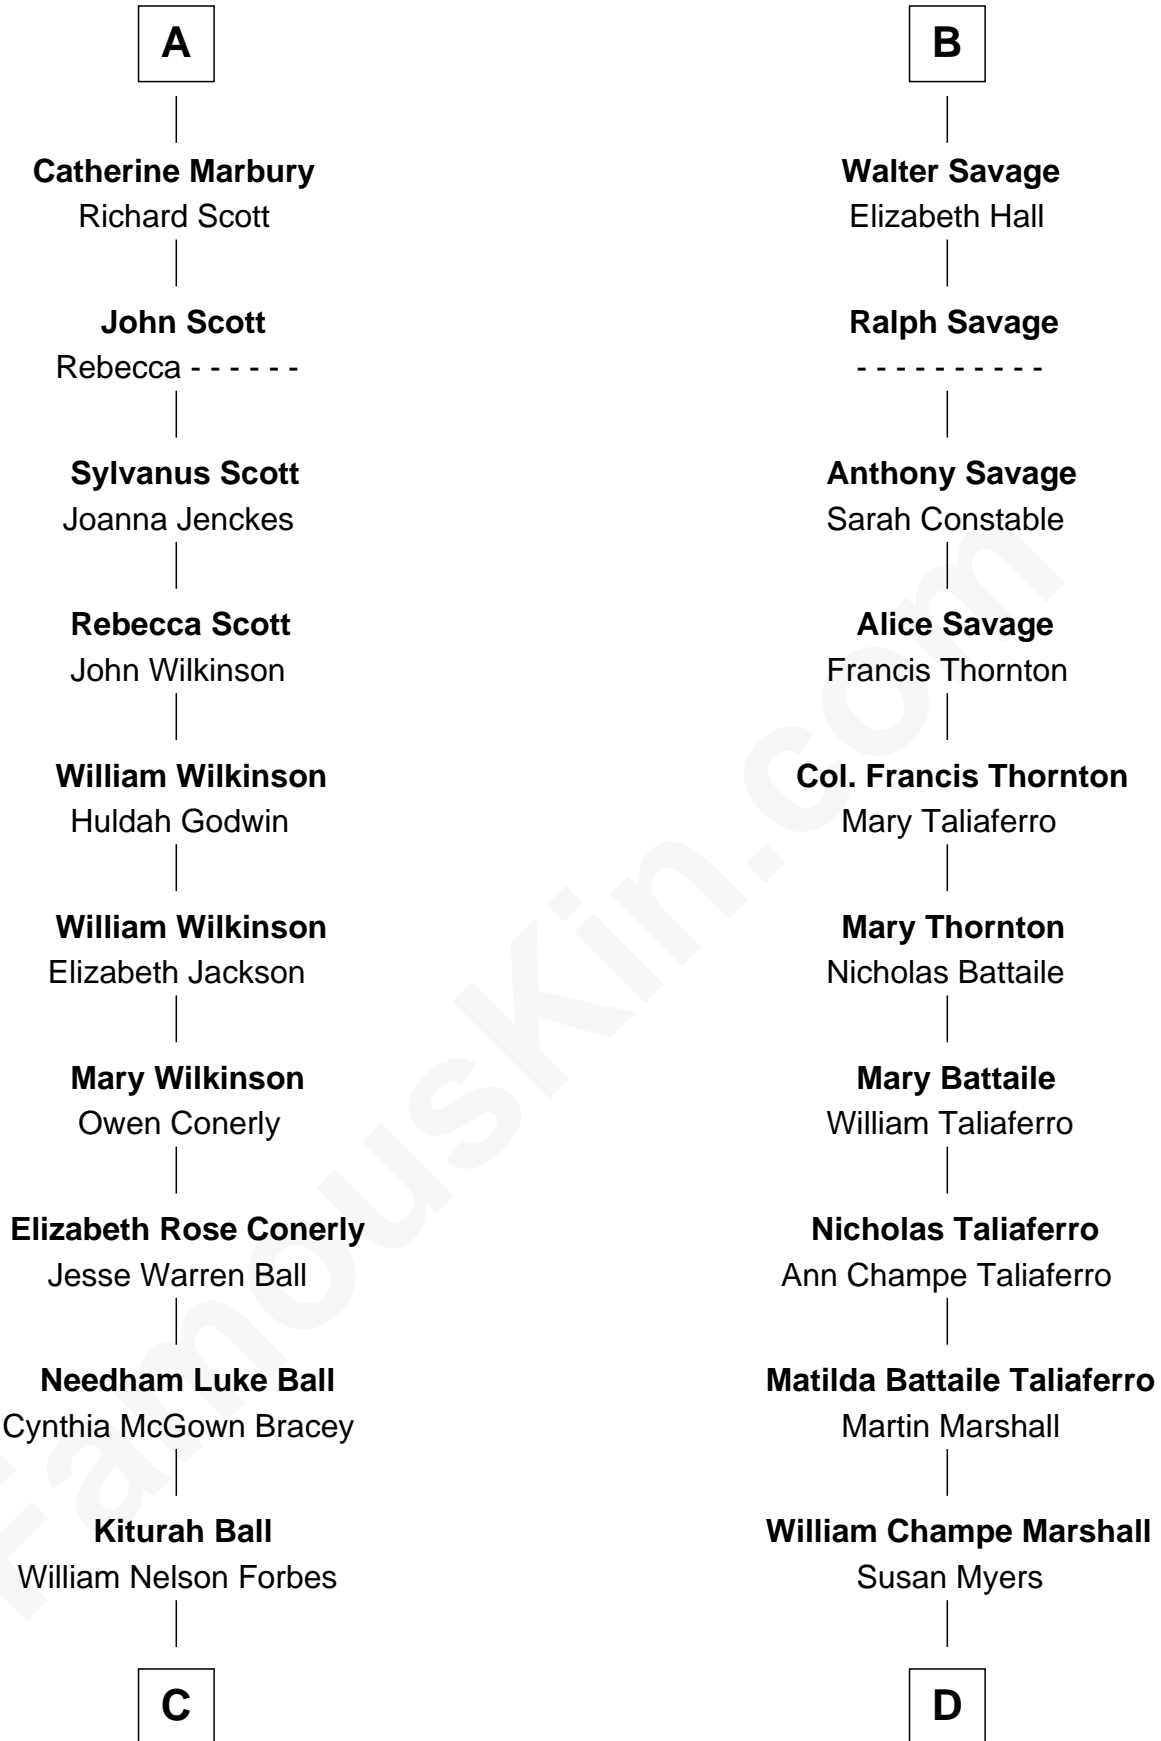 A
Catherine Marbury
Richard Scott
John Scott
Rebecca - - - - - -
Sylvanus Scott
Joanna Jenckes
Rebecca Scott
John Wilkinson
William Wilkinson
Huldah Godwin
William Wilkinson
Elizabeth Jackson
Mary Wilkinson
Owen Conerly
Elizabeth Rose Conerly
Jesse Warren Ball
Needham Luke Ball
Cynthia McGown Bracey
Kiturah Ball
William Nelson Forbes
C
B
Walter Savage
Elizabeth Hall
Ralph Savage
- - - - - - - - - -
Anthony Savage
Sarah Constable
Alice Savage
Francis Thornton
Col. Francis Thornton
Mary Taliaferro
Mary Thornton
Nicholas Battaile
Mary Battaile
William Taliaferro
Nicholas Taliaferro
Ann Champe Taliaferro
Matilda Battaile Taliaferro
Martin Marshall
William Champe Marshall
Susan Myers
D
FamousKin.com